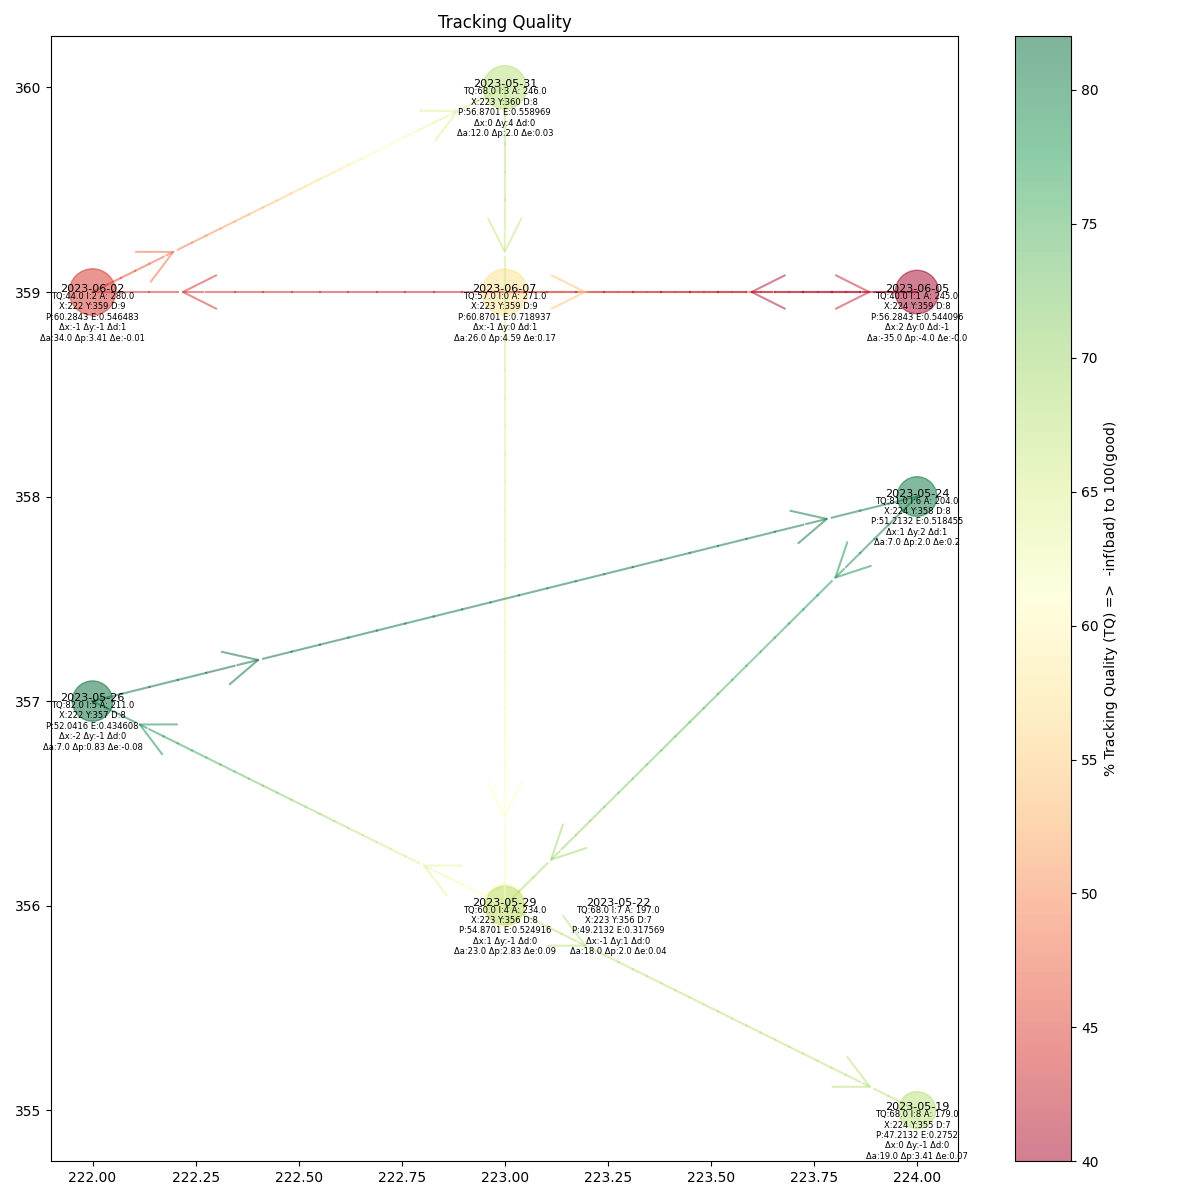 Tracking Quality
360
359
358
357
356
355
2023-05-31
TQ:68.0 I:3 A: 246.0
X:223 Y:360 D:8
P:56.8701 E:0.558969
Δx:0 Δy:4 Δd:0
Δa:12.0 Δp:2.0 Δe:0.03
2023-06-02
TQ:44.0 I:2 A: 280.0
X:222 Y:359 D:9
P:60.2843 E:0.546483
Δx:-1 Δy:-1 Δd:1
Δa:34.0 Δp:3.41 Δe:-0.01
2023-06-07
TQ:57.0 I:0 A: 271.0
X:223 Y:359 D:9
P:60.8701 E:0.718937
Δx:-1 Δy:0 Δd:1
Δa:26.0 Δp:4.59 Δe:0.17
2023-06-05
TQ:40.0 I:1 A: 245.0
X:224 Y:359 D:8
P:56.2843 E:0.544096
Δx:2 Δy:0 Δd:-1
Δa:-35.0 Δp:-4.0 Δe:-0.0
2023-05-24
TQ:81.0 I:6 A: 204.0
X:224 Y:358 D:8
P:51.2132 E:0.518455
Δx:1 Δy:2 Δd:1
Δa:7.0 Δp:2.0 Δe:0.2
2023-05-26
TQ:82.0 I:5 A: 211.0
X:222 Y:357 D:8
P:52.0416 E:0.434608
Δx:-2 Δy:-1 Δd:0
Δa:7.0 Δp:0.83 Δe:-0.08
2023-05-29
TQ:60.0 I:4 A: 234.0
X:223 Y:356 D:8
P:54.8701 E:0.524916
Δx:1 Δy:-1 Δd:0
Δa:23.0 Δp:2.83 Δe:0.09
2023-05-22
TQ:68.0 I:7 A: 197.0
X:223 Y:356 D:7
P:49.2132 E:0.317569
Δx:-1 Δy:1 Δd:0
Δa:18.0 Δp:2.0 Δe:0.04
2023-05-19
TQ:68.0 I:8 A: 179.0
X:224 Y:355 D:7
P:47.2132 E:0.2752
Δx:0 Δy:-1 Δd:0
Δa:19.0 Δp:3.41 Δe:0.07
222.00 222.25 222.50 222.75 223.00 223.25 223.50 223.75 224.00
80
75
70
65
60
55
50
45
40
% Tracking Quality (TQ) => -inf(bad) to 100(good)